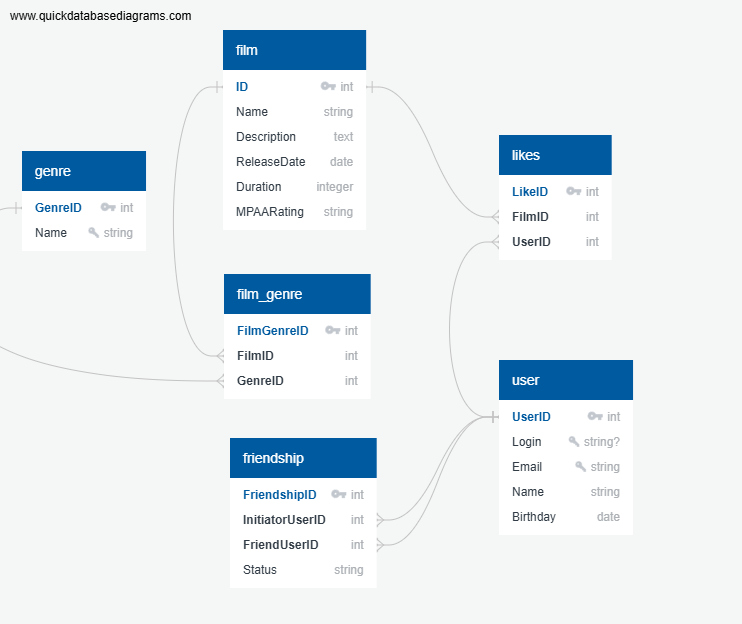 www.quickdatabasediagrams.com
film
ID int
Name string
Description text
ReleaseDate date
Duration integer
MPAARating string
genre
GenreID int
Name string
likes
LikeID int
FilmID int
UserID int
film_genre
FilmGenreID int
FilmID int
GenreID int
user
UserID int
Login string?
Email string
Name string
Birthday date
friendship
FriendshipID int
InitiatorUserID int
FriendUserID int
Status string